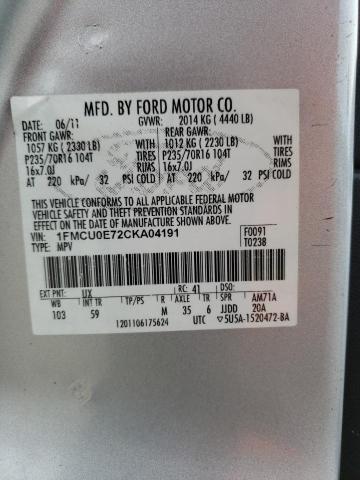 MFD. BY FORD MOTOR CO.
DATE: 06/11 GVWR: 2014 KG ( 4440 LB)
FRONT GAWR: REAR GAWR:
1057 KG ( 2330 LB) 1012 KG ( 2230 LB)
P235/70R16 104T WITH TIRES P235/70R16 104T WITH TIRES
16x7.0J RIMS 16x7.0J RIMS
AT 220 kPa/ 32 PSI COLD AT 220 kPa/ 32 PSI COLD
THIS VEHICLE CONFORMS TO ALL APPLICABLE FEDERAL MOTOR
VEHICLE SAFETY AND THEFT PREVENTION STANDARDS IN
EFFECT ON THE DATE OF MANUFACTURE SHOWN ABOVE.
VIN: 1FMCU0E72CKA04191 F0091
TYPE: MPV T0238
EXT PNT: UX RC: 41 DSO:
WB INT TR TP/PS R AXLE TR SPR AM71A
103 59 M 35 6 JJDD 20A
1201106175624 UTC 5U5A-1520472-BA